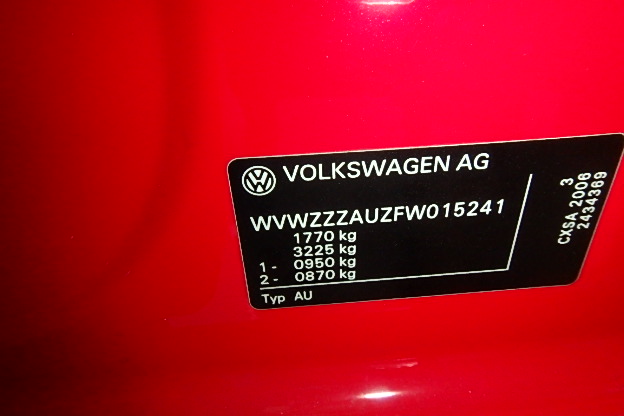 VOLKSWAGEN AG
WVWZZZAUZFW015241
1770 kg
3225 kg
1 - 0950 kg
2 - 0870 kg
Typ AU
3
CXSA 2006
2434369